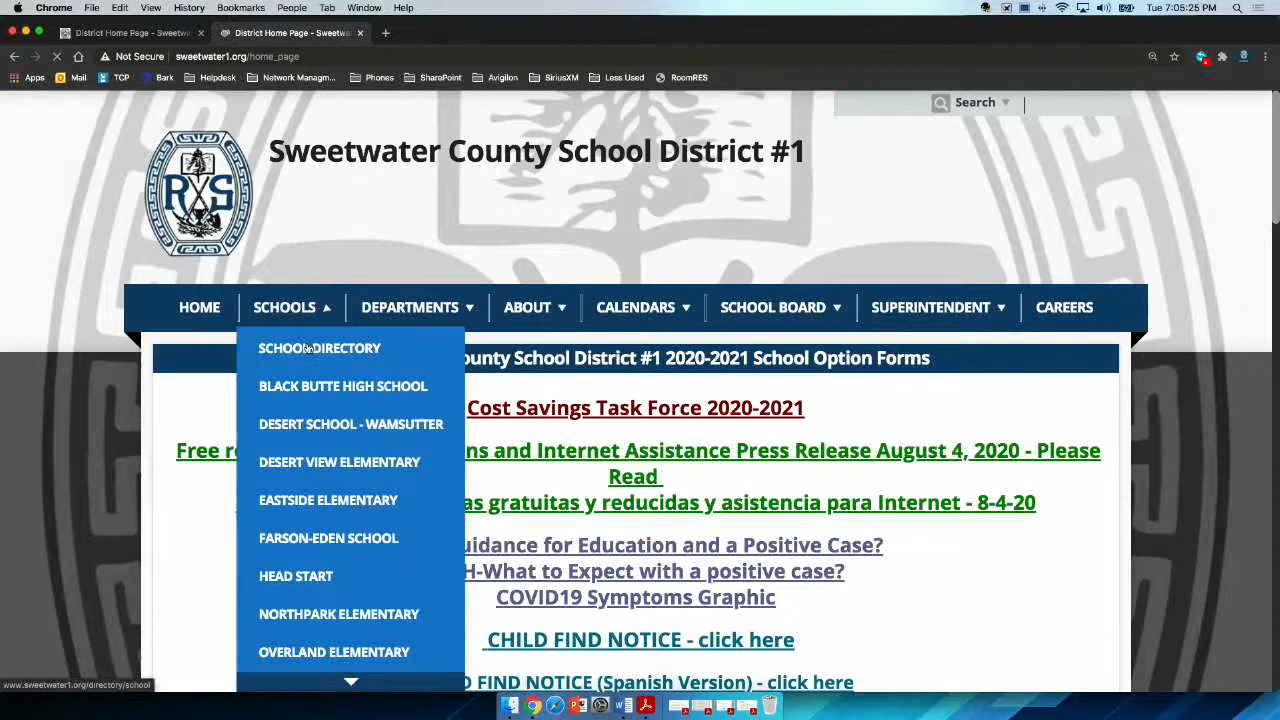 Chrome File Edit View History Bookmarks People Tab Window Help Tue 7:05:25 PM
District Home Page - Sweetwa District Home Page - Sweetwa
Not Secure sweetwater1.org/home_page
Apps Mail TCP Bark Helpdesk Network Managm... Phones SharePoint Avigilon SiriusXM Less Used RoomRES
Search
Sweetwater County School District #1
R S
HOME SCHOOLS DEPARTMENTS ABOUT CALENDARS SCHOOL BOARD SUPERINTENDENT CAREERS
SCHOOL DIRECTORY
ounty School District #1 2020-2021 School Option Forms
BLACK BUTTE HIGH SCHOOL
Cost Savings Task Force 2020-2021
DESERT SCHOOL - WAMSUTTER
Free re ns and Internet Assistance Press Release August 4, 2020 - Please
Read
DESERT VIEW ELEMENTARY
EASTSIDE ELEMENTARY
as gratuitas y reducidas y asistencia para Internet - 8-4-20
FARSON-EDEN SCHOOL
uidance for Education and a Positive Case?
HEAD START
H-What to Expect with a positive case?
COVID19 Symptoms Graphic
NORTHPARK ELEMENTARY
CHILD FIND NOTICE - click here
OVERLAND ELEMENTARY
D FIND NOTICE (Spanish Version) - click here
www.sweetwater1.org/directory/school